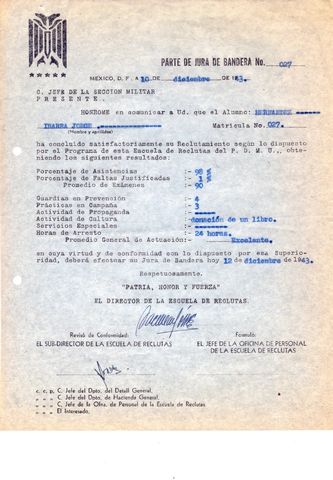 PARTE DE JURA DE BANDERA No. 027
MEXICO, D. F., A 10 de diciembre de 1943.
C. JEFE DE LA SECCION MILITAR
P R E S E N T E .
HONROME en comunicar a Ud. que el Alumno: HERNANDEZ
IBARRA JORGE. Matrícula No. 027.
(Nombre y apellidos)
ha concluido satisfactoriamente su Reclutamiento según lo dispuesto
por el Programa de esta Escuela de Reclutas del P. D. M. U., obte-
niendo los siguientes resultados:
Porcentaje de Asistencias :- 98 %
Porcentaje de Faltas Justificadas :- 1 %
Promedio de Exámenes :- 90
Guardias en Prevención :- 4
Prácticas en Campaña :- 3
Actividad de Propaganda :-
Actividad de Cultura :- donación de un libro.
Servicios Especiales :-
Horas de Arresto :- 24 horas.
Promedio General de Actuación:- Excelente.
en cuya virtud y de conformidad con lo dispuesto por esa Superio-
ridad, deberá efectuar su Jura de Bandera hoy 12 de diciembre de 1943.
Respetuosamente.
"PATRIA, HONOR Y FUERZA"
EL DIRECTOR DE LA ESCUELA DE RECLUTAS.
Revisó de Conformidad: Formuló:
EL SUB-DIRECTOR DE LA ESCUELA DE RECLUTAS EL JEFE DE LA OFICINA DE PERSONAL
DE LA ESCUELA DE RECLUTAS
c. c. p. C. Jefe del Dpto. del Detall General.
„ „ „ C. Jefe del Dpto. de Hacienda General.
„ „ „ C. Jefe de la Ofna. de Personal de la Escuela de Reclutas
„ „ „ El Interesado.